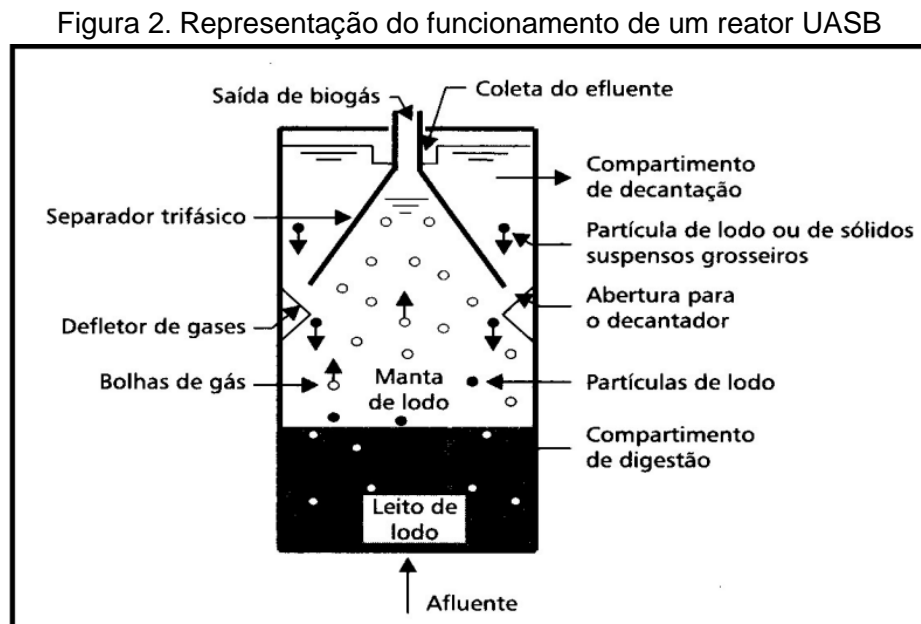 Figura 2. Representação do funcionamento de um reator UASB
Saída de biogás
Coleta do efluente
Separador trifásico
Compartimento
de decantação
Partícula de lodo ou de sólidos
suspensos grosseiros
Defletor de gases
Abertura para
o decantador
Bolhas de gás
Manta
de lodo
Partículas de lodo
Compartimento
de digestão
Leito de
lodo
Afluente